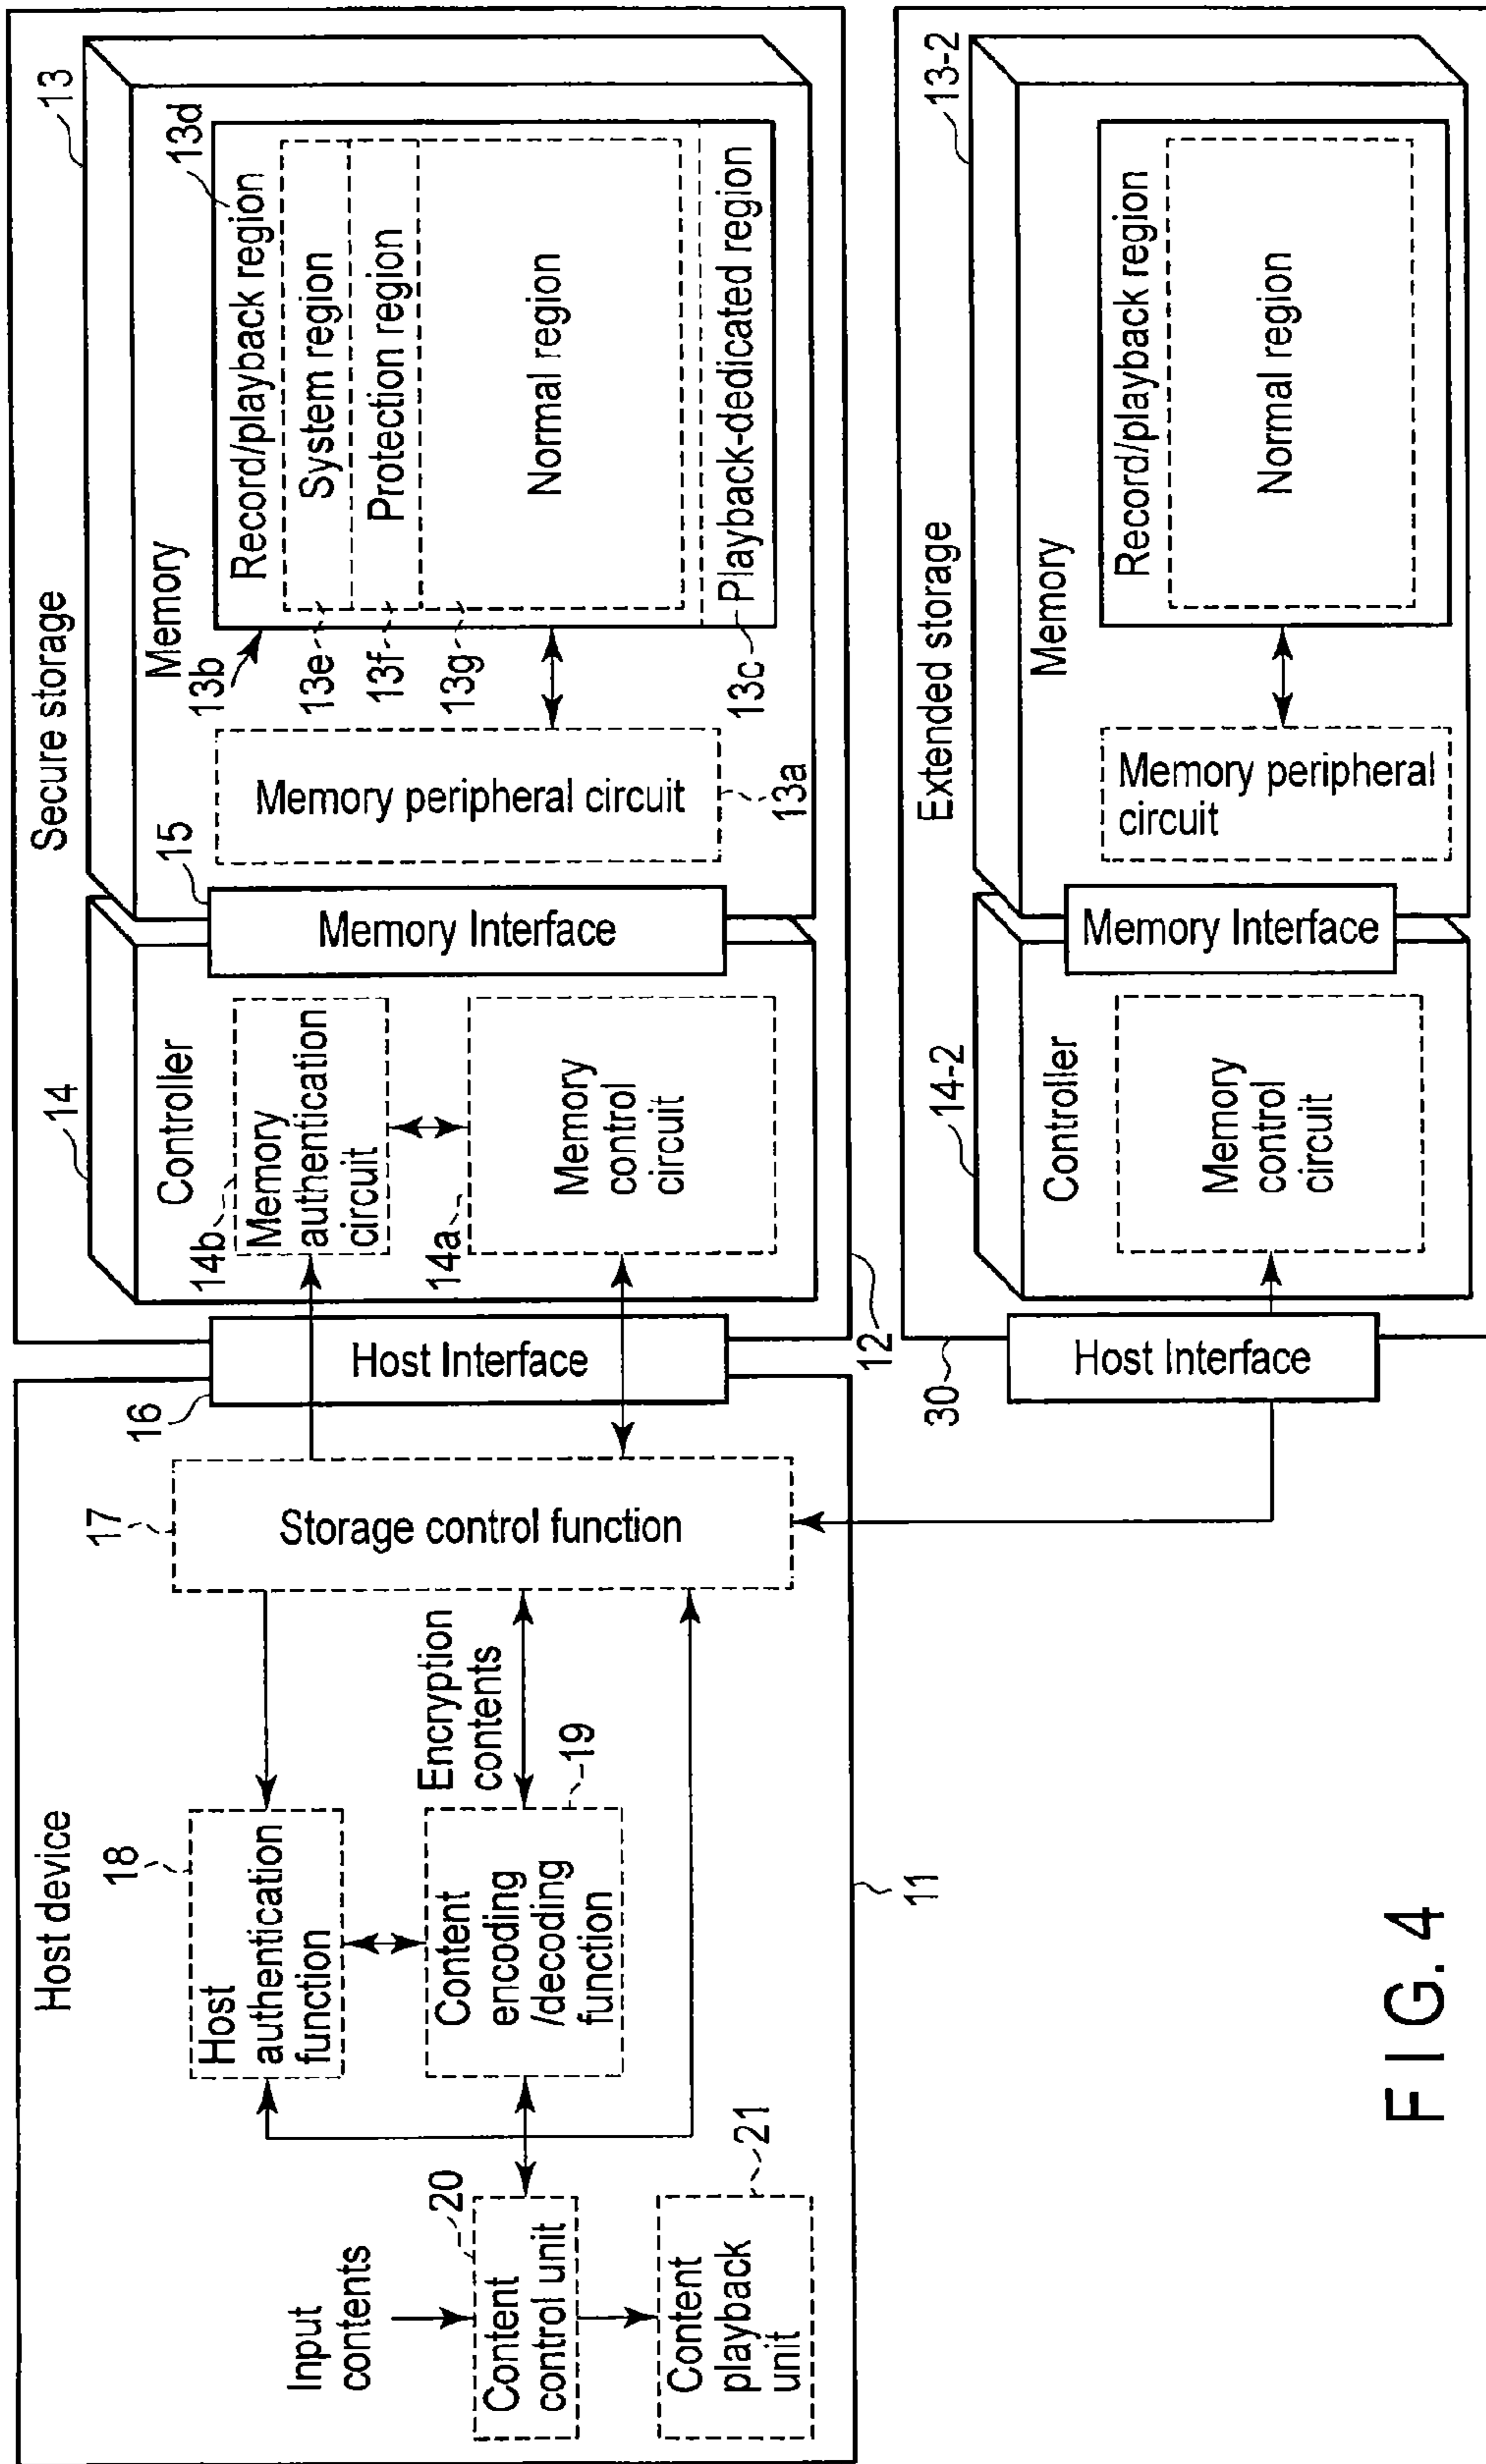 Host device
Input
contents
20
Content
control unit
Content
playback
unit
21
18
Host
authentication
function
Content
encoding
/decoding
function
19
Encryption
contents
17
Storage control function
11
16
Host Interface
12
Secure storage
14
Controller
14b
Memory
authentication
circuit
14a
Memory
control
circuit
15
Memory Interface
13
Memory
Memory peripheral circuit
13a
13b
Record/playback region
13d
13e
System region
13f
Protection region
13g
Normal region
13c
Playback-dedicated region
30
Host Interface
Extended storage
14-2
Controller
Memory
control
circuit
Memory Interface
13-2
Memory
Memory peripheral
circuit
Record/playback region
Normal region
FIG. 4